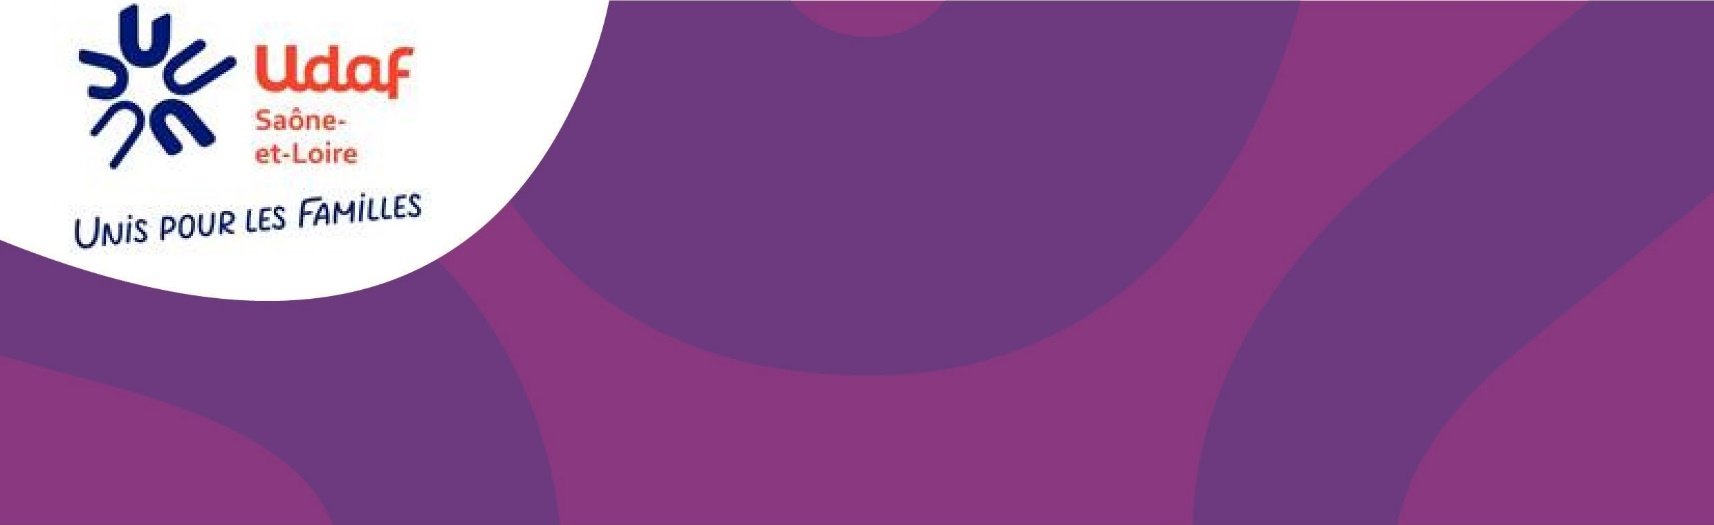 Udaf
Saône-
et-Loire
UNiS POUR LES FAMiLLES